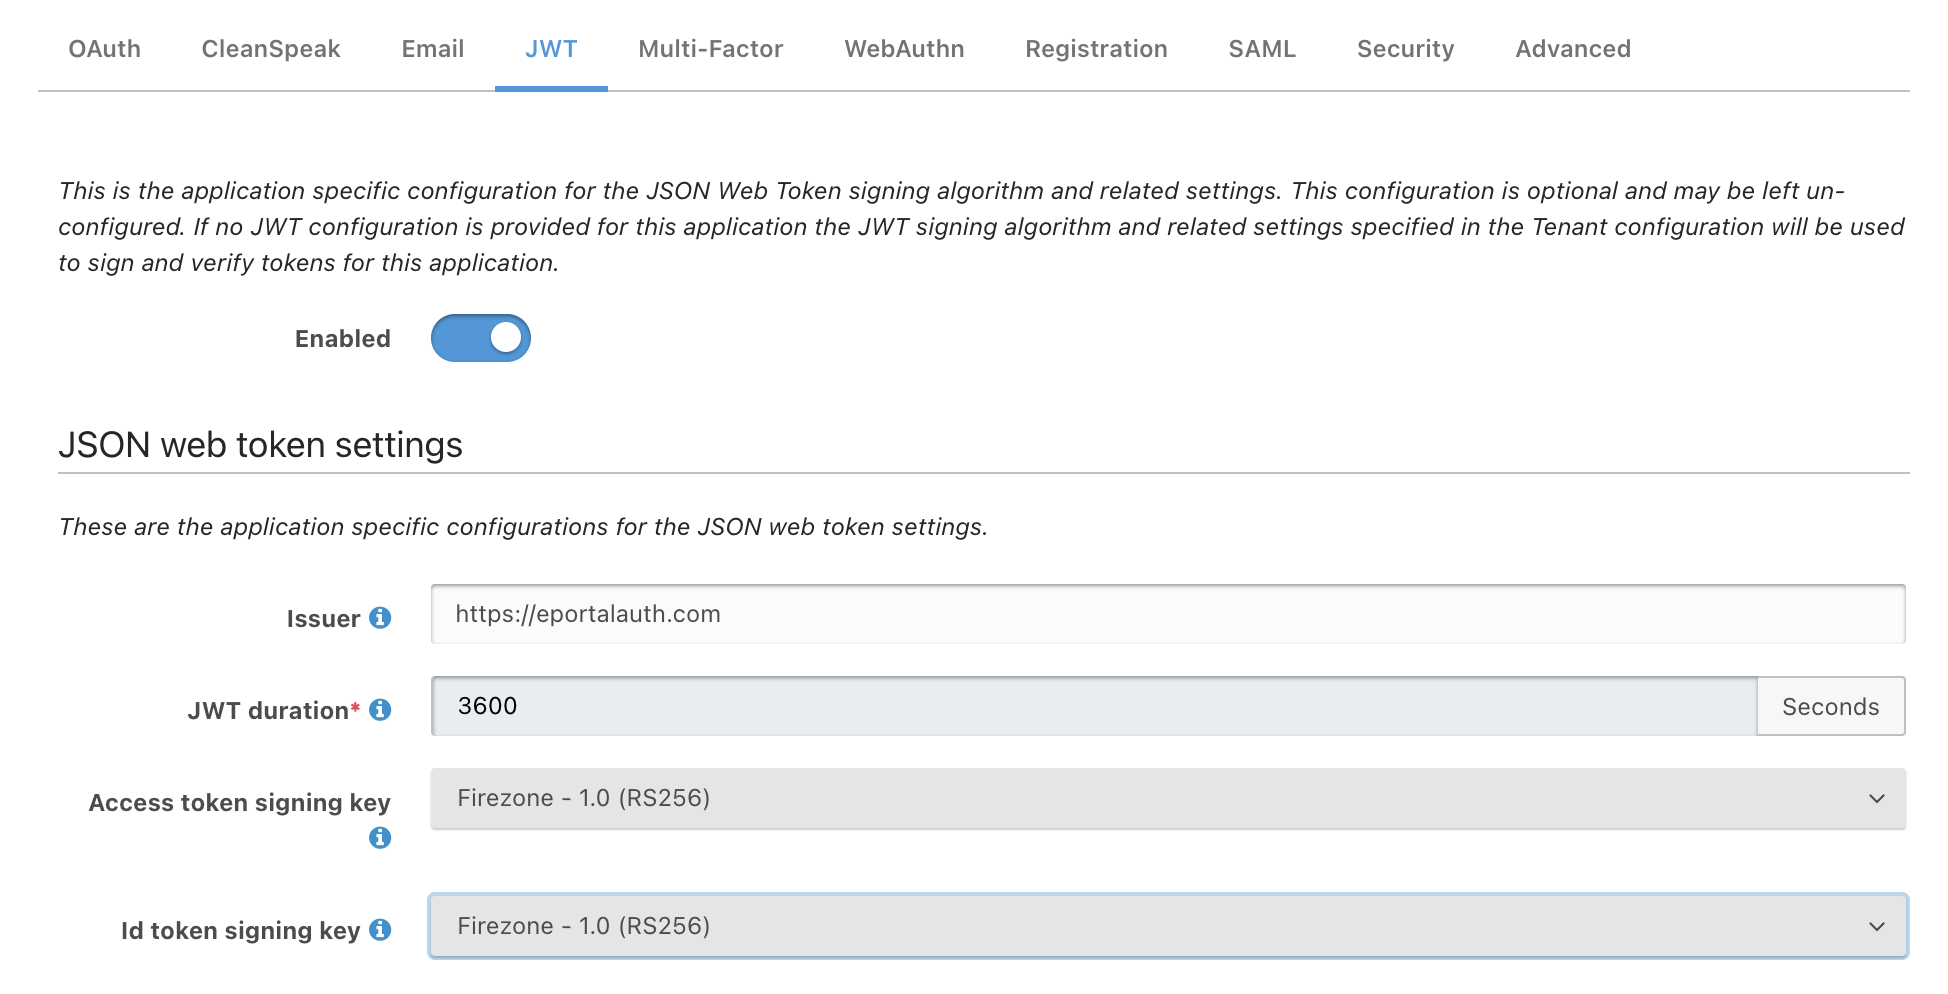 OAuth CleanSpeak Email JWT Multi-Factor WebAuthn Registration SAML Security Advanced
This is the application specific configuration for the JSON Web Token signing algorithm and related settings. This configuration is optional and may be left un-
configured. If no JWT configuration is provided for this application the JWT signing algorithm and related settings specified in the Tenant configuration will be used
to sign and verify tokens for this application.
Enabled
JSON web token settings
These are the application specific configurations for the JSON web token settings.
Issuer https://eportalauth.com
JWT duration* 3600 Seconds
Access token signing key Firezone - 1.0 (RS256)
Id token signing key Firezone - 1.0 (RS256)